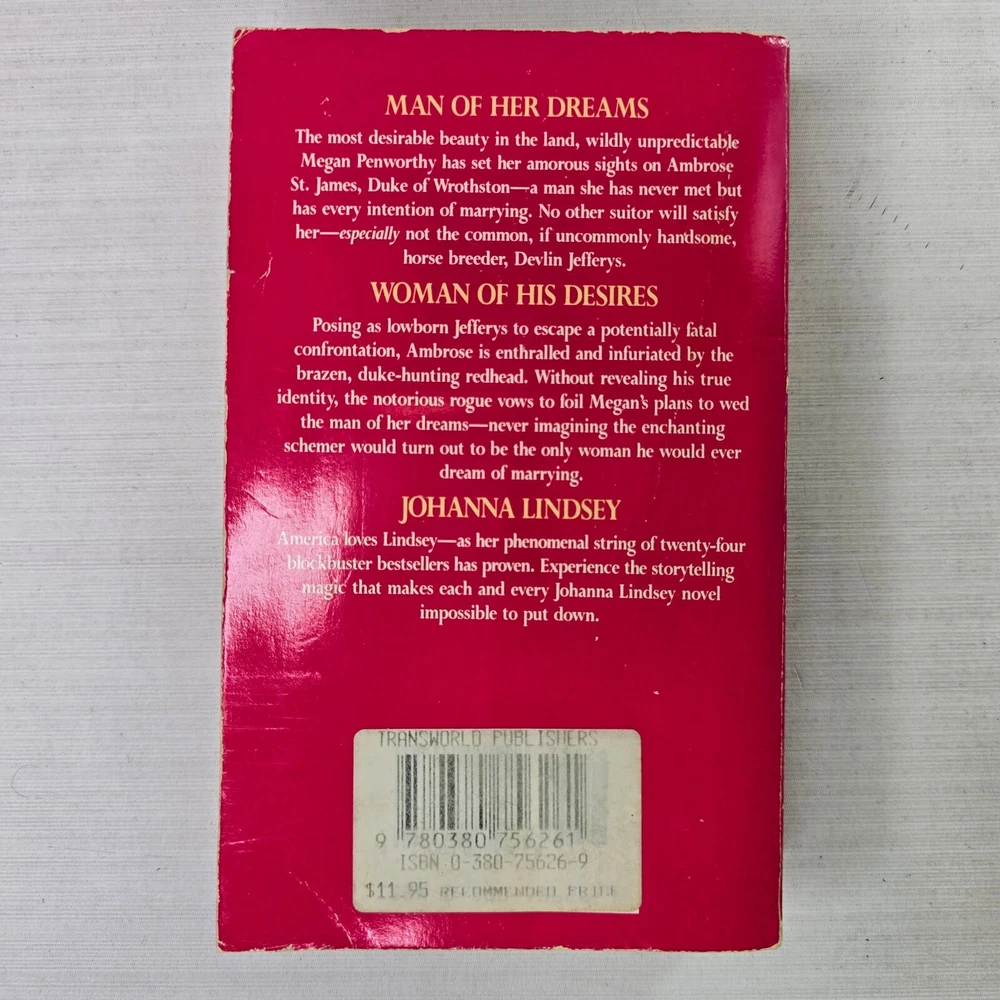 MAN OF HER DREAMS
The most desirable beauty in the land, wildly unpredictable
Megan Penworthy has set her amorous sights on Ambrose
St. James, Duke of Wrothston—a man she has never met but
has every intention of marrying. No other suitor will satisfy
her—especially not the common, if uncommonly handsome,
horse breeder, Devlin Jefferys.
WOMAN OF HIS DESIRES
Posing as lowborn Jefferys to escape a potentially fatal
confrontation, Ambrose is enthralled and infuriated by the
brazen, duke-hunting redhead. Without revealing his true
identity, the notorious rogue vows to foil Megan's plans to wed
the man of her dreams—never imagining the enchanting
schemer would turn out to be the only woman he would ever
dream of marrying.
JOHANNA LINDSEY
America loves Lindsey—as her phenomenal string of twenty-four
blockbuster bestsellers has proven. Experience the storytelling
magic that makes each and every Johanna Lindsey novel
impossible to put down.
TRANSWORLD PUBLISHERS
9 780380 756261
ISBN 0-380-75626-9
$11.95 RECOMMENDED PRICE